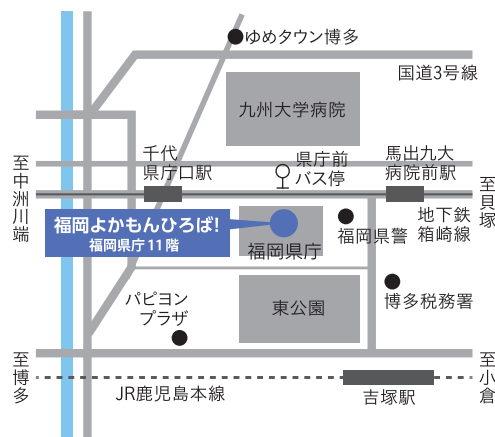 ゆめタウン博多
国道3号線
九州大学病院
千代
県庁口駅
県庁前
バス停
馬出九大
病院前駅
至中洲川端
至貝塚
福岡よかもんひろば!
福岡県庁11階
地下鉄
箱崎線
福岡県警
福岡県庁
パピヨン
プラザ
東公園
博多税務署
至博多
至小倉
JR鹿児島本線
吉塚駅